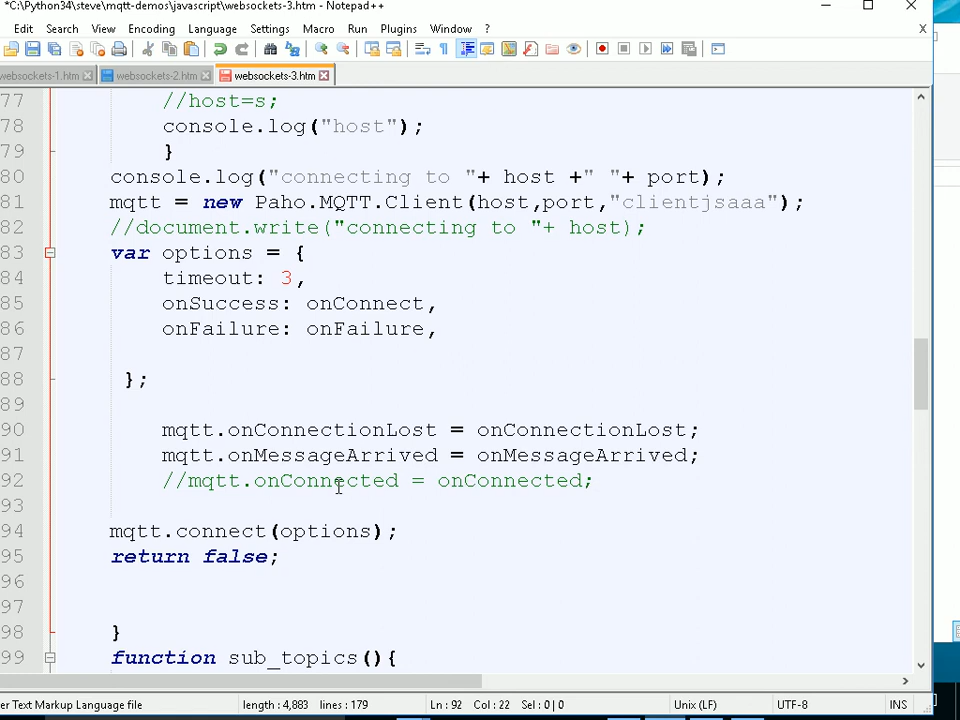 *C:\Python34\steve\mqtt-demos\javascript\websockets-3.htm - Notepad++
Edit Search View Encoding Language Settings Macro Run Plugins Window ? X
websockets-1.htm websockets-2.htm websockets-3.htm
77 //host=s;
78 console.log("host");
79 }
80 console.log("connecting to "+ host +" "+ port);
81 mqtt = new Paho.MQTT.Client(host,port,"clientjsaaa");
82 //document.write("connecting to "+ host);
83 var options = {
84 timeout: 3,
85 onSuccess: onConnect,
86 onFailure: onFailure,
87
88 };
89
90 mqtt.onConnectionLost = onConnectionLost;
91 mqtt.onMessageArrived = onMessageArrived;
92 //mqtt.onConnected = onConnected;
93
94 mqtt.connect(options);
95 return false;
96
97
98 }
99 function sub_topics(){
er Text Markup Language file length : 4,883 lines : 179 Ln : 92 Col : 22 Sel : 0 | 0 Unix (LF) UTF-8 INS